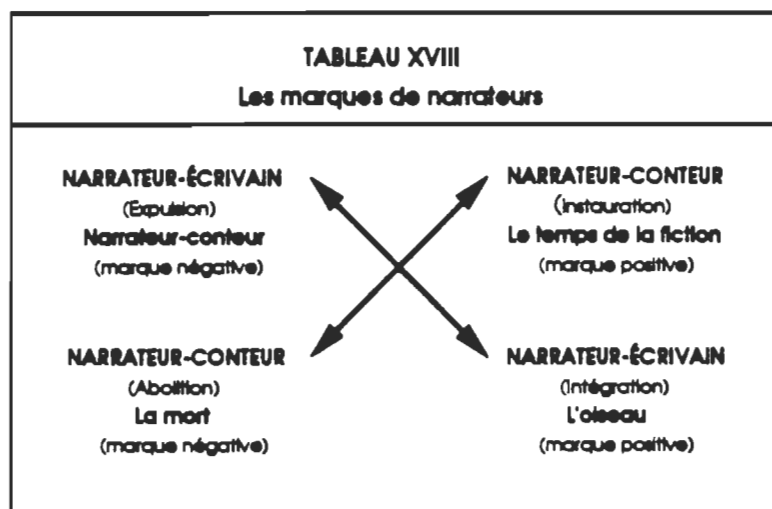 TABLEAU XVIII
Les marques de narrateurs
NARRATEUR-ÉCRIVAIN
(Expulsion)
Narrateur-conteur
(marque négative)
NARRATEUR-CONTEUR
(Instauration)
Le temps de la fiction
(marque positive)
NARRATEUR-CONTEUR
(Abolition)
La mort
(marque négative)
NARRATEUR-ÉCRIVAIN
(Intégration)
L'oiseau
(marque positive)